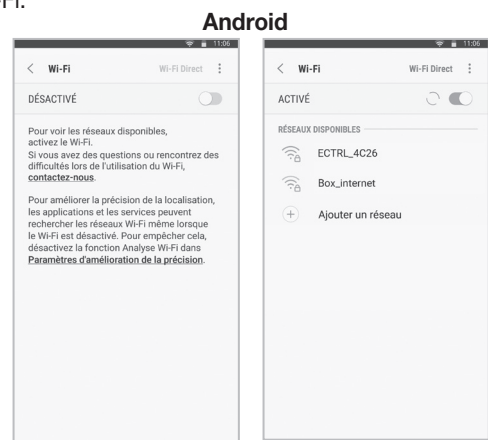 Fi.
Android
11:06
< Wi-Fi Wi-Fi Direct
DÉSACTIVÉ
Pour voir les réseaux disponibles,
activez le Wi-Fi.
Si vous avez des questions ou rencontrez des
difficultés lors de l'utilisation du Wi-Fi,
contactez-nous.
Pour améliorer la précision de la localisation,
les applications et les services peuvent
rechercher les réseaux Wi-Fi même lorsque
le Wi-Fi est désactivé. Pour empêcher cela,
désactivez la fonction Analyse Wi-Fi dans
Paramètres d'amélioration de la précision.
11:06
< Wi-Fi Wi-Fi Direct
ACTIVÉ
RÉSEAUX DISPONIBLES
ECTRL_4C26
Box_internet
Ajouter un réseau